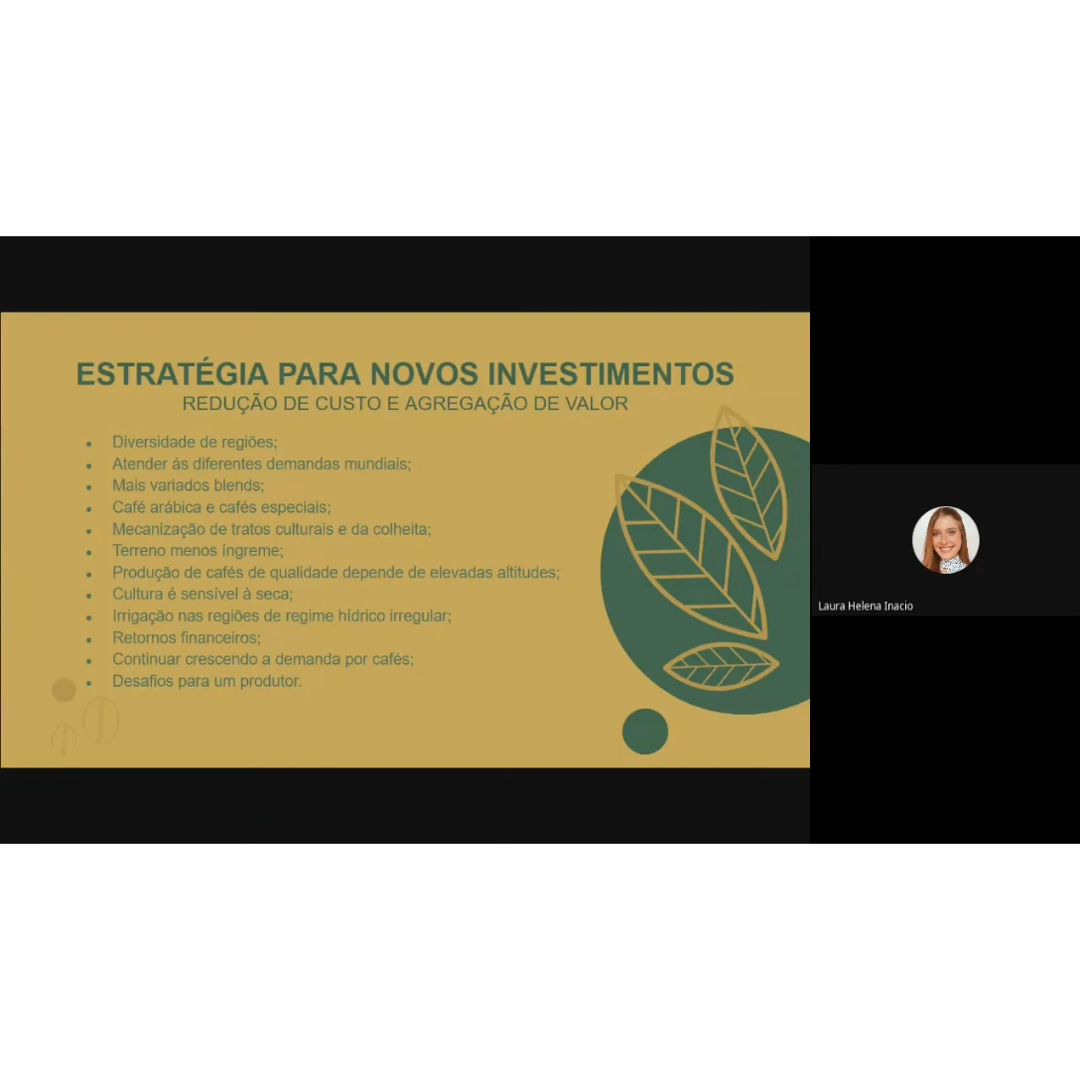 ESTRATÉGIA PARA NOVOS INVESTIMENTOS
REDUÇÃO DE CUSTO E AGREGAÇÃO DE VALOR
• Diversidade de regiões;
• Atender às diferentes demandas mundiais;
• Mais variados blends;
• Café arábica e cafés especiais;
• Mecanização de tratos culturais e da colheita;
• Terreno menos íngreme;
• Produção de cafés de qualidade depende de elevadas altitudes;
• Cultura é sensível à seca;
• Irrigação nas regiões de regime hídrico irregular;
• Retornos financeiros;
• Continuar crescendo a demanda por cafés;
• Desafios para um produtor.
Laura Helena Inacio